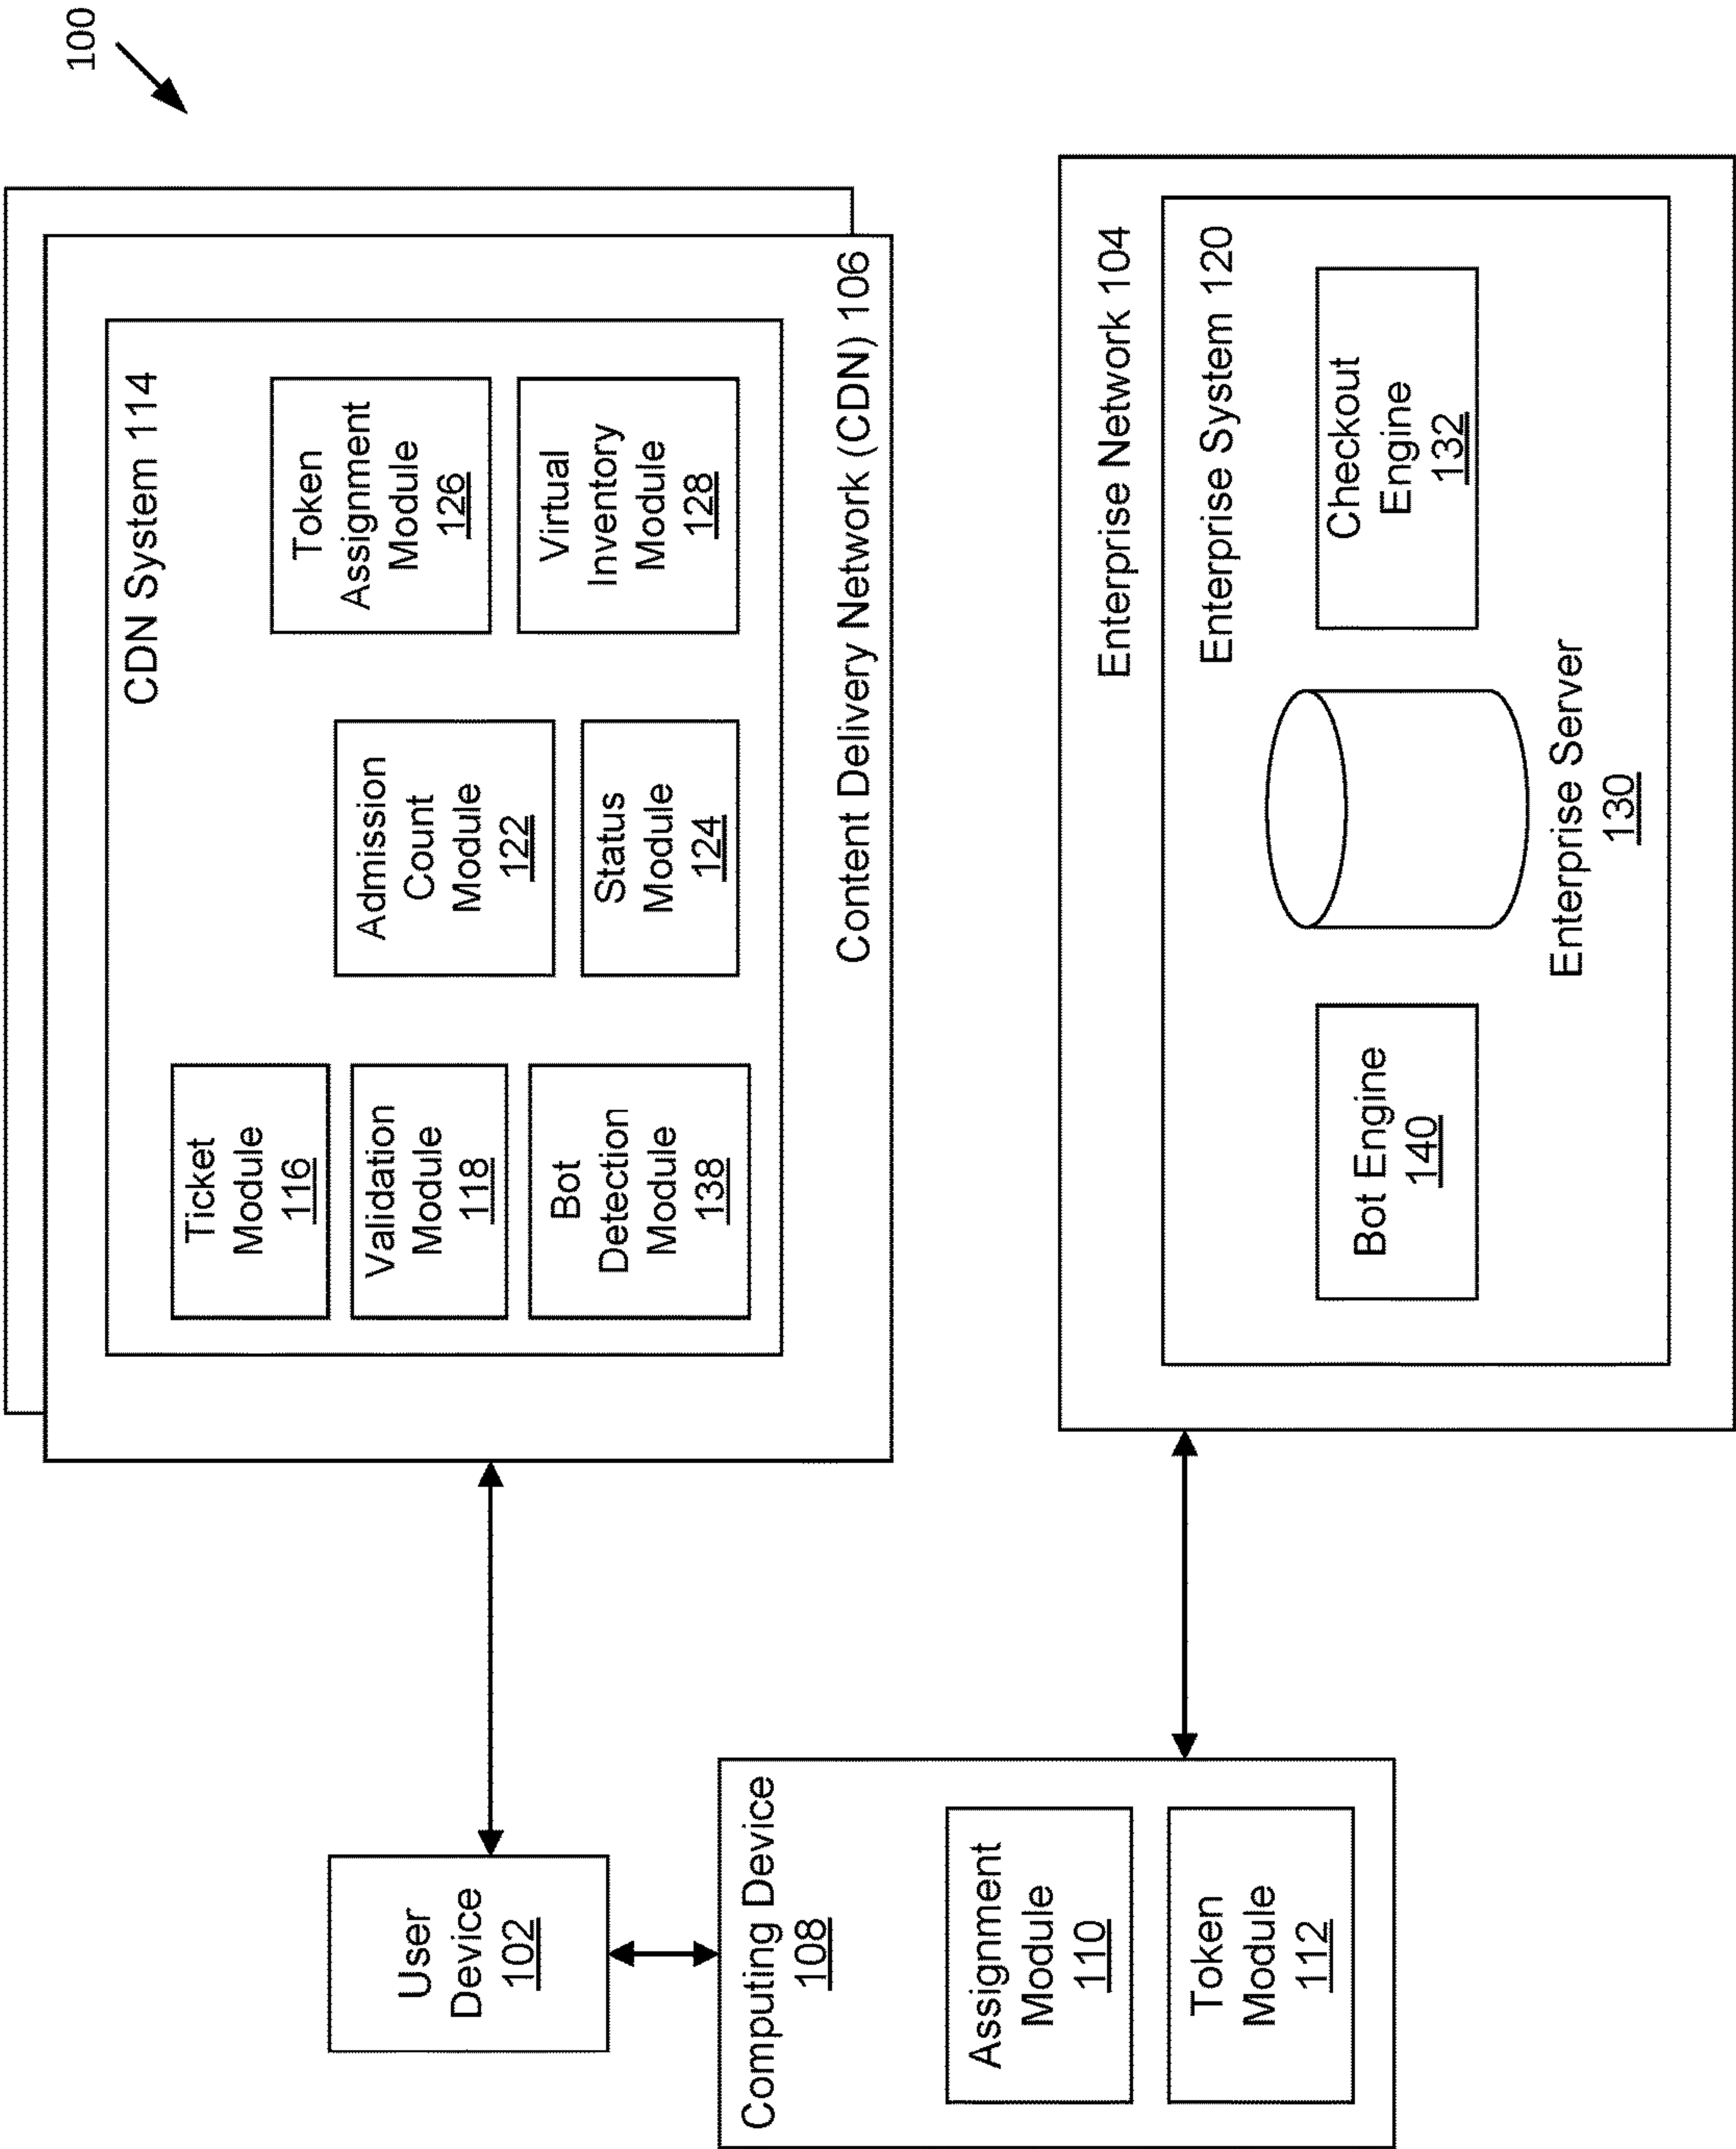 100
CDN System 114
Ticket
Module
116
Validation
Module
118
Bot
Detection
Module
138
Admission
Count
Module
122
Status
Module
124
Token
Assignment
Module
126
Virtual
Inventory
Module
128
Content Delivery Network (CDN) 106
User
Device
102
Computing Device
108
Assignment
Module
110
Token
Module
112
Enterprise Network 104
Enterprise System 120
Bot Engine
140
Enterprise Server
130
Checkout
Engine
132